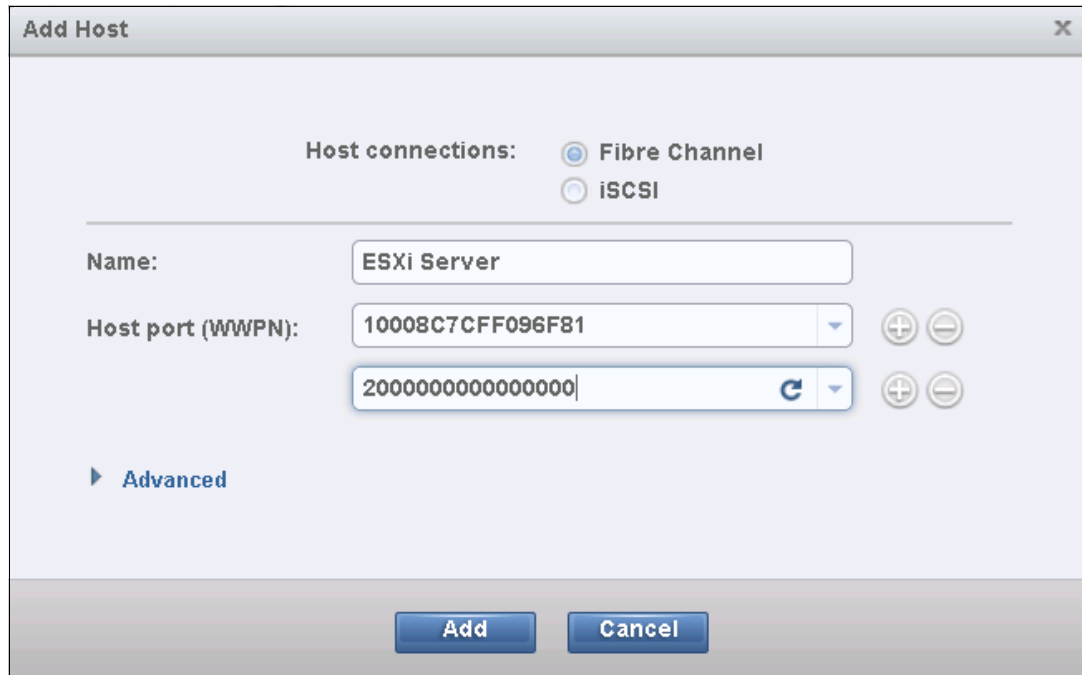 Add Host
Host connections: Fibre Channel
iSCSI
Name: ESXi Server
Host port (WWPN): 10008C7CFF096F81
2000000000000000
Advanced
Add Cancel